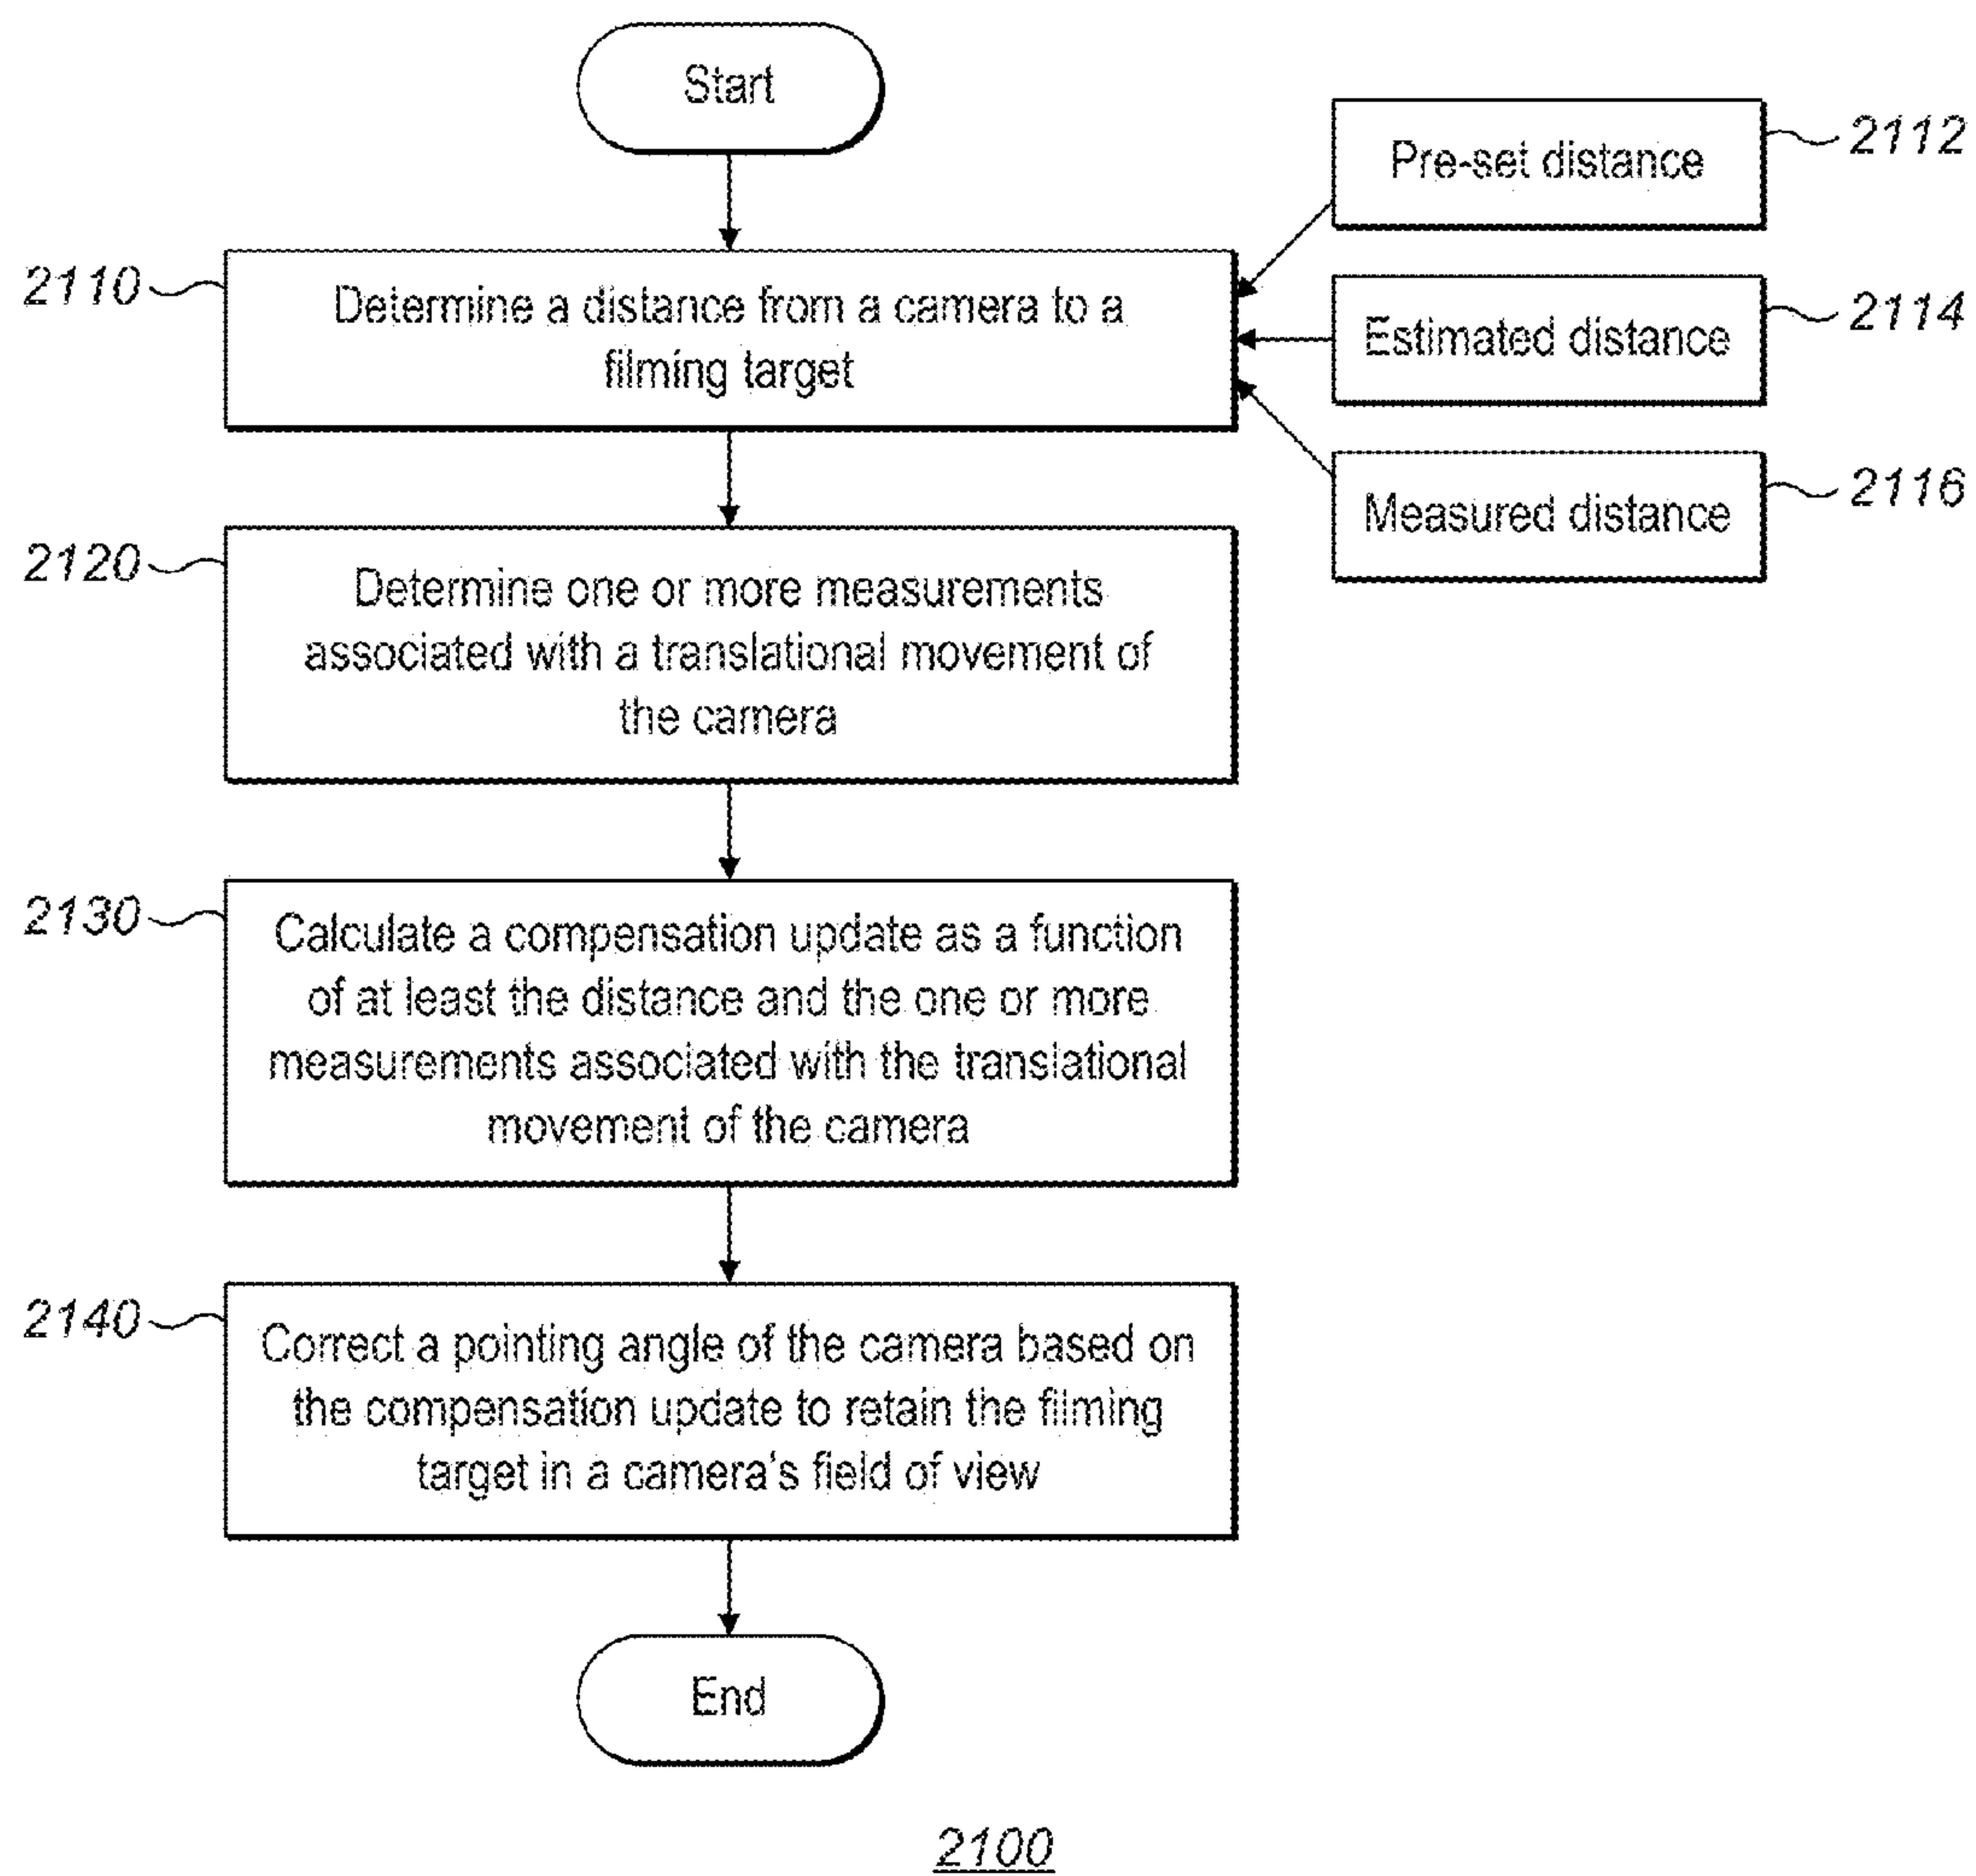 Start
Pre-set distance
2112
2110
Determine a distance from a camera to a
filming target
Estimated distance
2114
Measured distance
2116
2120
Determine one or more measurements
associated with a translational movement of
the camera
2130
Calculate a compensation update as a function
of at least the distance and the one or more
measurements associated with the translational
movement of the camera
2140
Correct a pointing angle of the camera based on
the compensation update to retain the filming
target in a camera's field of view
End
2100